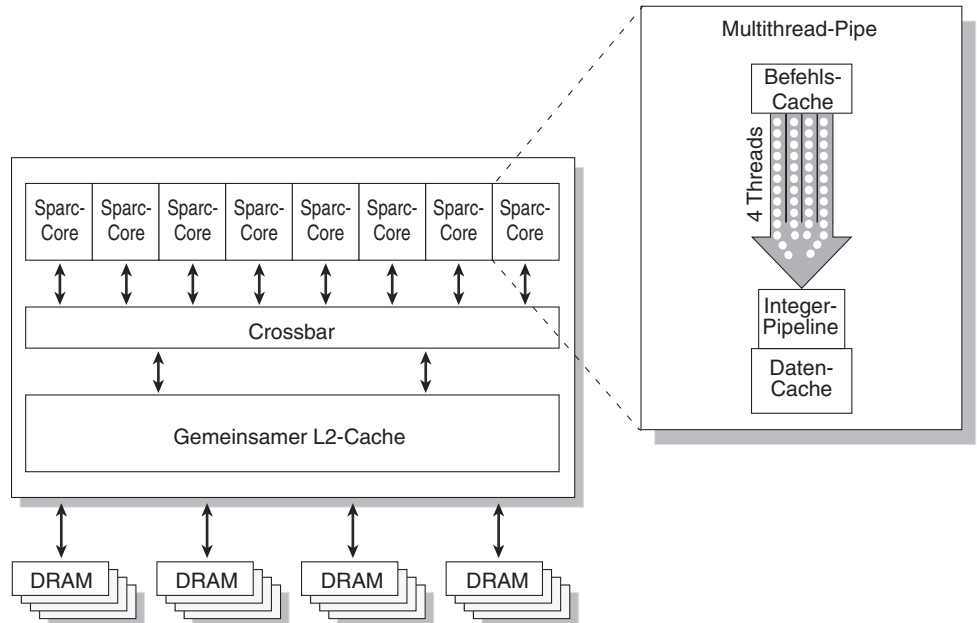 Multithread-Pipe
Befehls-
Cache
4 Threads
Integer-
Pipeline
Daten-
Cache
Sparc-
Core
Sparc-
Core
Sparc-
Core
Sparc-
Core
Sparc-
Core
Sparc-
Core
Sparc-
Core
Sparc-
Core
Crossbar
Gemeinsamer L2-Cache
DRAM
DRAM
DRAM
DRAM